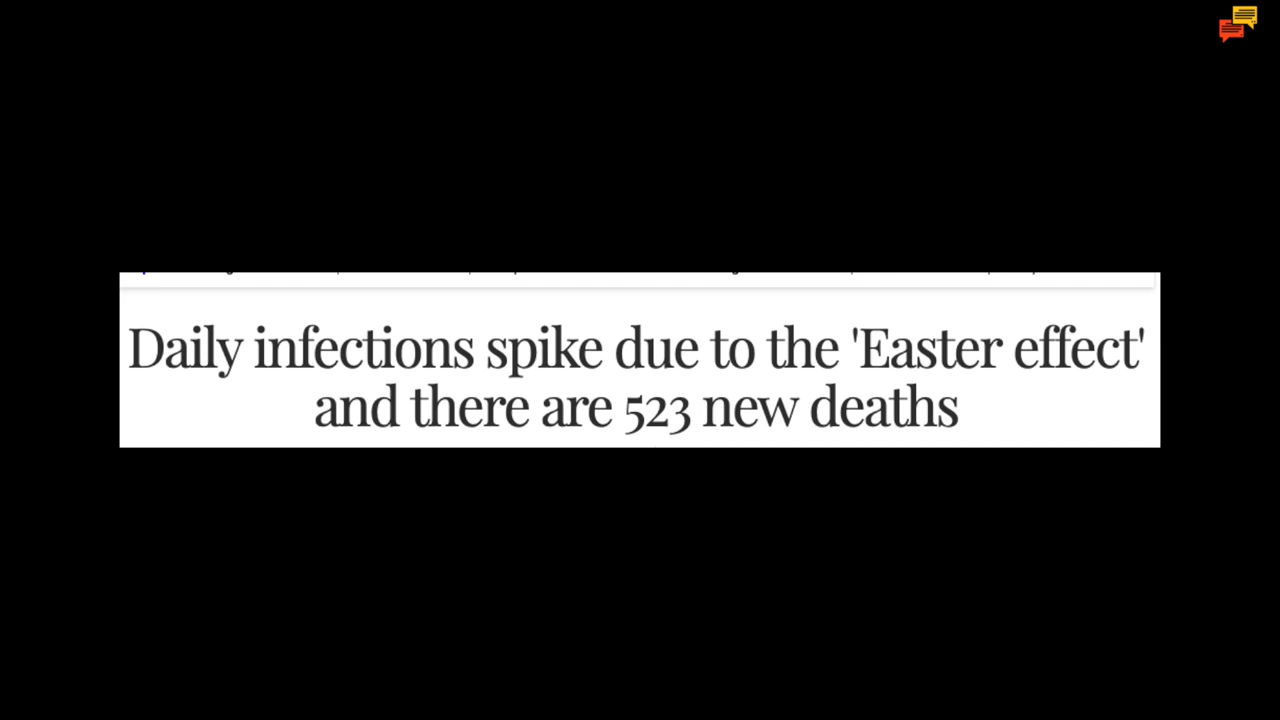 Daily infections spike due to the 'Easter effect'
and there are 523 new deaths